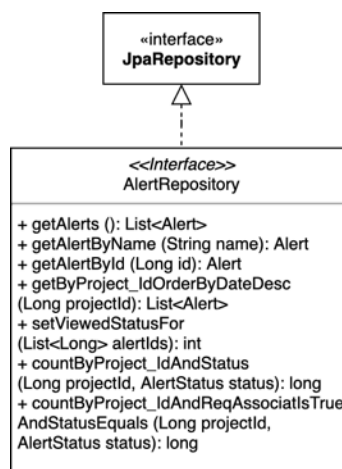 «interface»
JpaRepository
<<Interface>>
AlertRepository
+ getAlerts (): List<Alert>
+ getAlertByName (String name): Alert
+ getAlertById (Long id): Alert
+ getByProject_IdOrderByDateDesc
(Long projectId): List<Alert>
+ setViewedStatusFor
(List<Long> alertIds): int
+ countByProject_IdAndStatus
(Long projectId, AlertStatus status): long
+ countByProject_IdAndReqAssociatIsTrue
AndStatusEquals (Long projectId,
AlertStatus status): long